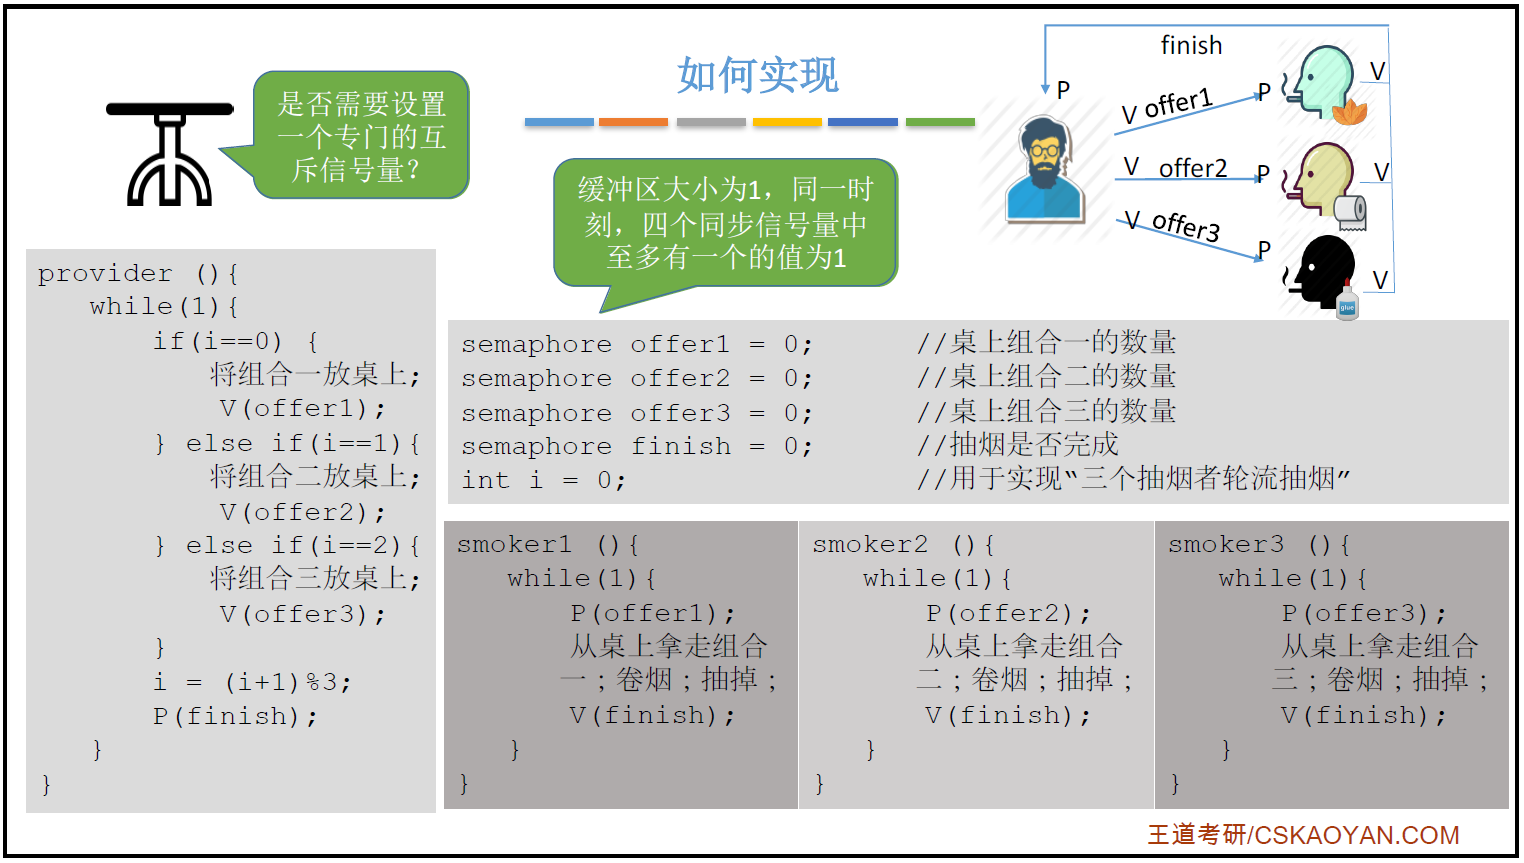 如何实现
是否需要设置
一个专门的互
斥信号量?
缓冲区大小为1,同一时
刻,四个同步信号量中
至多有一个的值为1
finish
P
V offer1 P
V
V offer2 P
V
V offer3 P
V
glue
provider (){
while(1){
if(i==0) {
将组合一放桌上;
V(offer1);
} else if(i==1){
将组合二放桌上;
V(offer2);
} else if(i==2){
将组合三放桌上;
V(offer3);
}
i = (i+1)%3;
P(finish);
}
}
semaphore offer1 = 0; //桌上组合一的数量
semaphore offer2 = 0; //桌上组合二的数量
semaphore offer3 = 0; //桌上组合三的数量
semaphore finish = 0; //抽烟是否完成
int i = 0; //用于实现“三个抽烟者轮流抽烟”
smoker1 (){
while(1){
P(offer1);
从桌上拿走组合
一;卷烟;抽掉;
V(finish);
}
}
smoker2 (){
while(1){
P(offer2);
从桌上拿走组合
二;卷烟;抽掉;
V(finish);
}
}
smoker3 (){
while(1){
P(offer3);
从桌上拿走组合
三;卷烟;抽掉;
V(finish);
}
}
王道考研/CSKAOYAN.COM